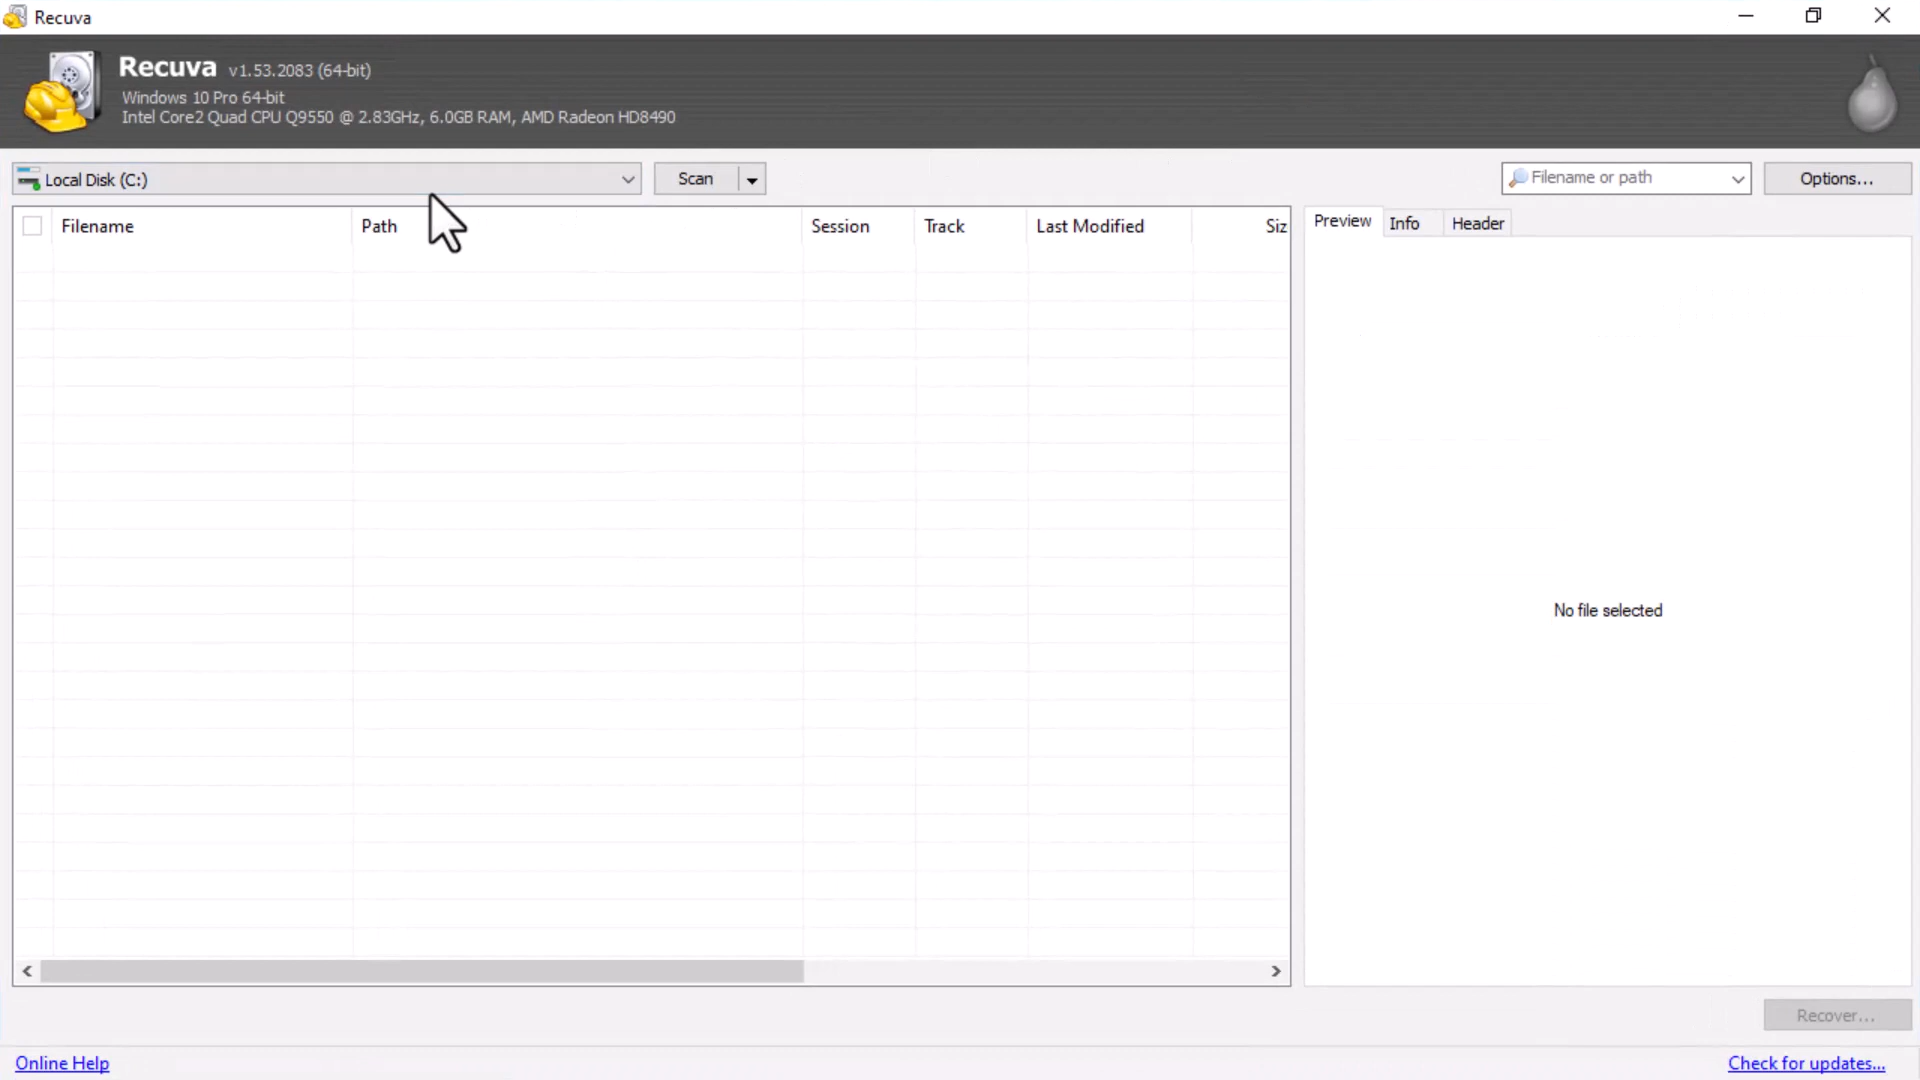 Recuva
Recuva v1.53.2083 (64-bit)
Windows 10 Pro 64-bit
Intel Core2 Quad CPU Q9550 @ 2.83GHz, 6.0GB RAM, AMD Radeon HD8490
Local Disk (C:) Scan Filename or path Options...
Filename Path Session Track Last Modified Siz Preview Info Header
No file selected
Recover...
Online Help Check for updates...